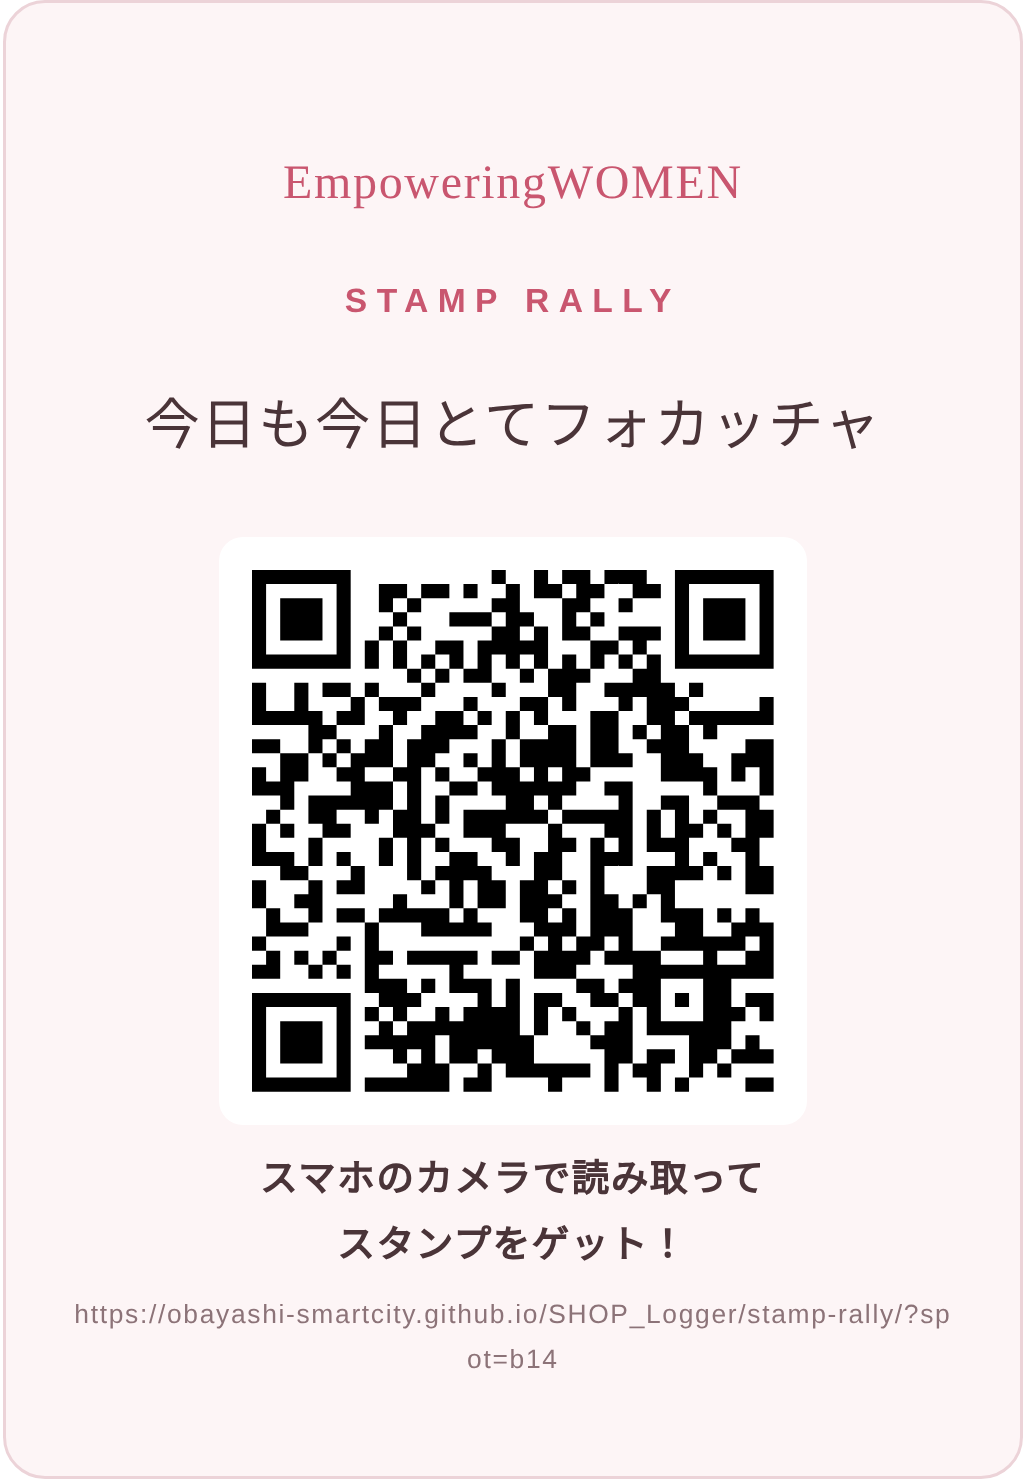 EmpoweringWOMEN
STAMP RALLY
今日も今日とてフォカッチャ
スマホのカメラで読み取って
スタンプをゲット！
https://obayashi-smartcity.github.io/SHOP_Logger/stamp-rally/?sp
ot=b14